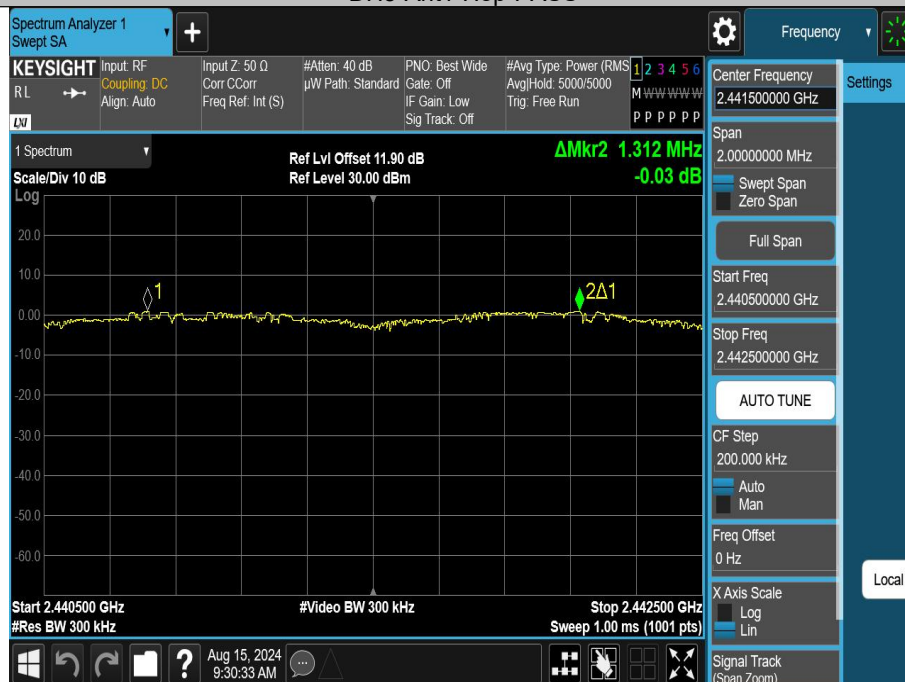 Spectrum Analyzer 1
Swept SA
Frequency
KEYSIGHT
RL
LXI
Input: RF
Coupling: DC
Align: Auto
Input Z: 50 Ω
Corr CCorr
Freq Ref: Int (S)
#Atten: 40 dB
µW Path: Standard
PNO: Best Wide
Gate: Off
IF Gain: Low
Sig Track: Off
#Avg Type: Power (RMS
Avg|Hold: 5000/5000
Trig: Free Run
1 2 3 4 5 6
M W W W W W
P P P P P P
1 Spectrum
Scale/Div 10 dB
Log
Ref Lvl Offset 11.90 dB
Ref Level 30.00 dBm
ΔMkr2 1.312 MHz
-0.03 dB
20.0
10.0
0.00
-10.0
-20.0
-30.0
-40.0
-50.0
-60.0
1
2Δ1
Start 2.440500 GHz
#Res BW 300 kHz
#Video BW 300 kHz
Stop 2.442500 GHz
Sweep 1.00 ms (1001 pts)
Aug 15, 2024
9:30:33 AM
Center Frequency
2.441500000 GHz
Settings
Span
2.00000000 MHz
Swept Span
Zero Span
Full Span
Start Freq
2.440500000 GHz
Stop Freq
2.442500000 GHz
AUTO TUNE
CF Step
200.000 kHz
Auto
Man
Freq Offset
0 Hz
Local
X Axis Scale
Log
Lin
Signal Track
(Span Zoom)